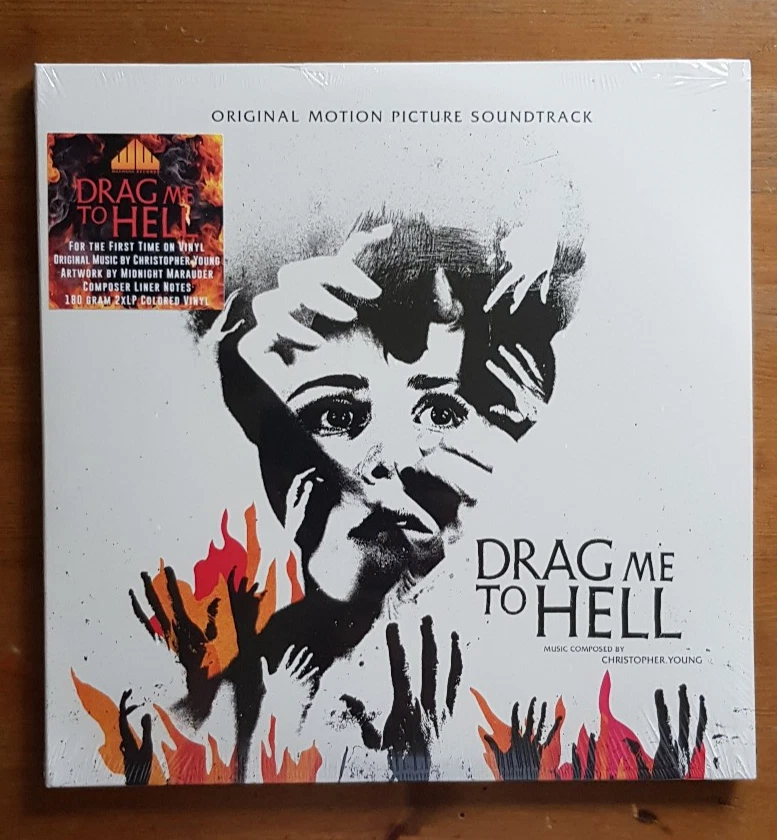 ORIGINAL MOTION PICTURE SOUNDTRACK
WAXWORK RECORDS
DRAG ME
TO HELL
FOR THE FIRST TIME ON VINYL
ORIGINAL MUSIC BY CHRISTOPHER YOUNG
ARTWORK BY MIDNIGHT MARAUDER
COMPOSER LINER NOTES
180 GRAM 2XLP COLORED VINYL
DRAG ME
TO HELL
MUSIC COMPOSED BY
CHRISTOPHER YOUNG